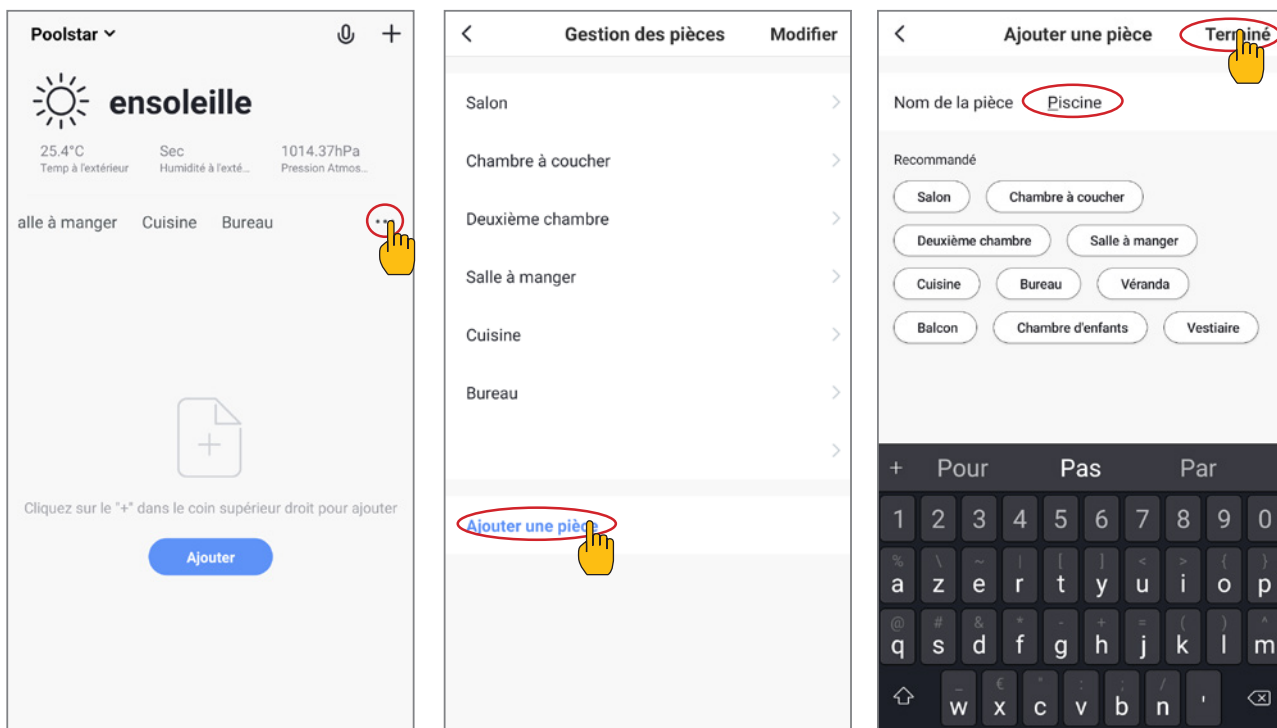 Poolstar
ensoleille
25.4°C Sec 1014.37hPa
Temp à l'extérieur Humidité à l'exté... Pression Atmos...
alle à manger Cuisine Bureau ...
Cliquez sur le "+" dans le coin supérieur droit pour ajouter
Ajouter
Gestion des pièces Modifier
Salon
Chambre à coucher
Deuxième chambre
Salle à manger
Cuisine
Bureau
Ajouter une pièce
Ajouter une pièce Terminé
Nom de la pièce Piscine
Recommandé
Salon Chambre à coucher
Deuxième chambre Salle à manger
Cuisine Bureau Véranda
Balcon Chambre d'enfants Vestiaire
+ Pour Pas Par
1 2 3 4 5 6 7 8 9 0
% \ ~ | [ ] < > { }
a z e r t y u i o p
@ # & * - + = ( ) ^
q s d f g h j k l m
_ € " : ; /
w x c v b n '